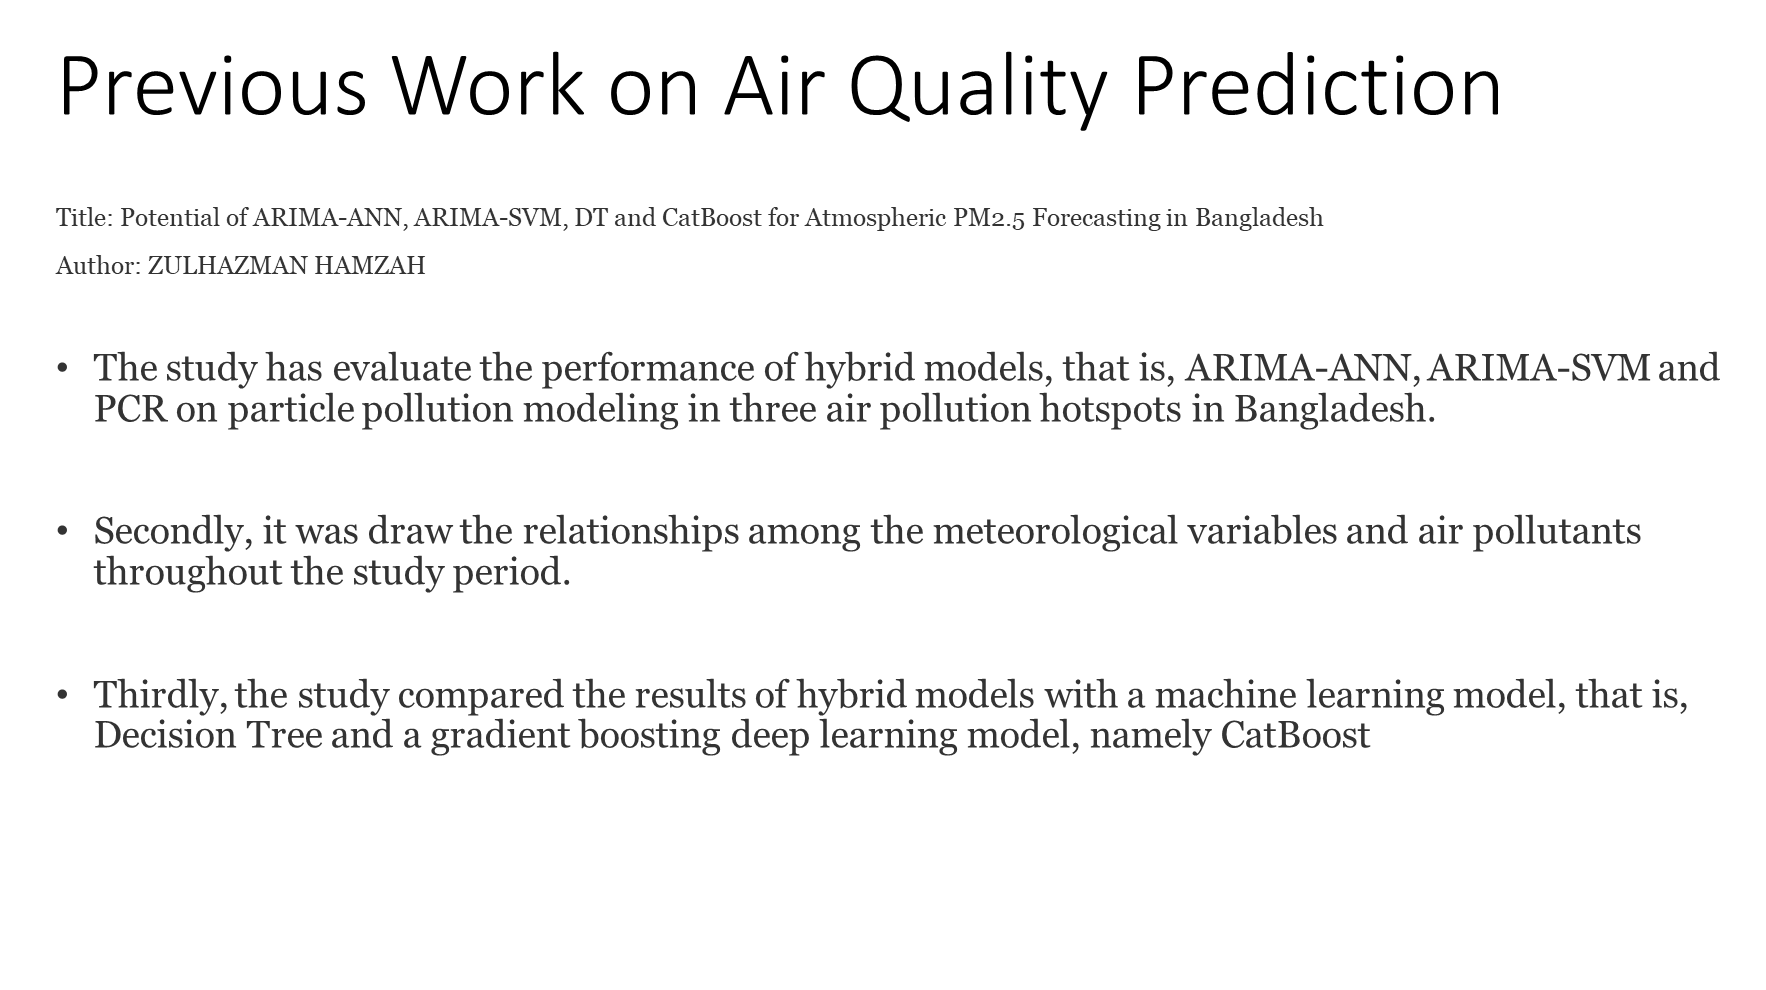 Previous Work on Air Quality Prediction
Title: Potential of ARIMA-ANN, ARIMA-SVM, DT and CatBoost for Atmospheric PM2.5 Forecasting in Bangladesh
Author: ZULHAZMAN HAMZAH
• The study has evaluate the performance of hybrid models, that is, ARIMA-ANN, ARIMA-SVM and
PCR on particle pollution modeling in three air pollution hotspots in Bangladesh.
• Secondly, it was draw the relationships among the meteorological variables and air pollutants
throughout the study period.
• Thirdly, the study compared the results of hybrid models with a machine learning model, that is,
Decision Tree and a gradient boosting deep learning model, namely CatBoost